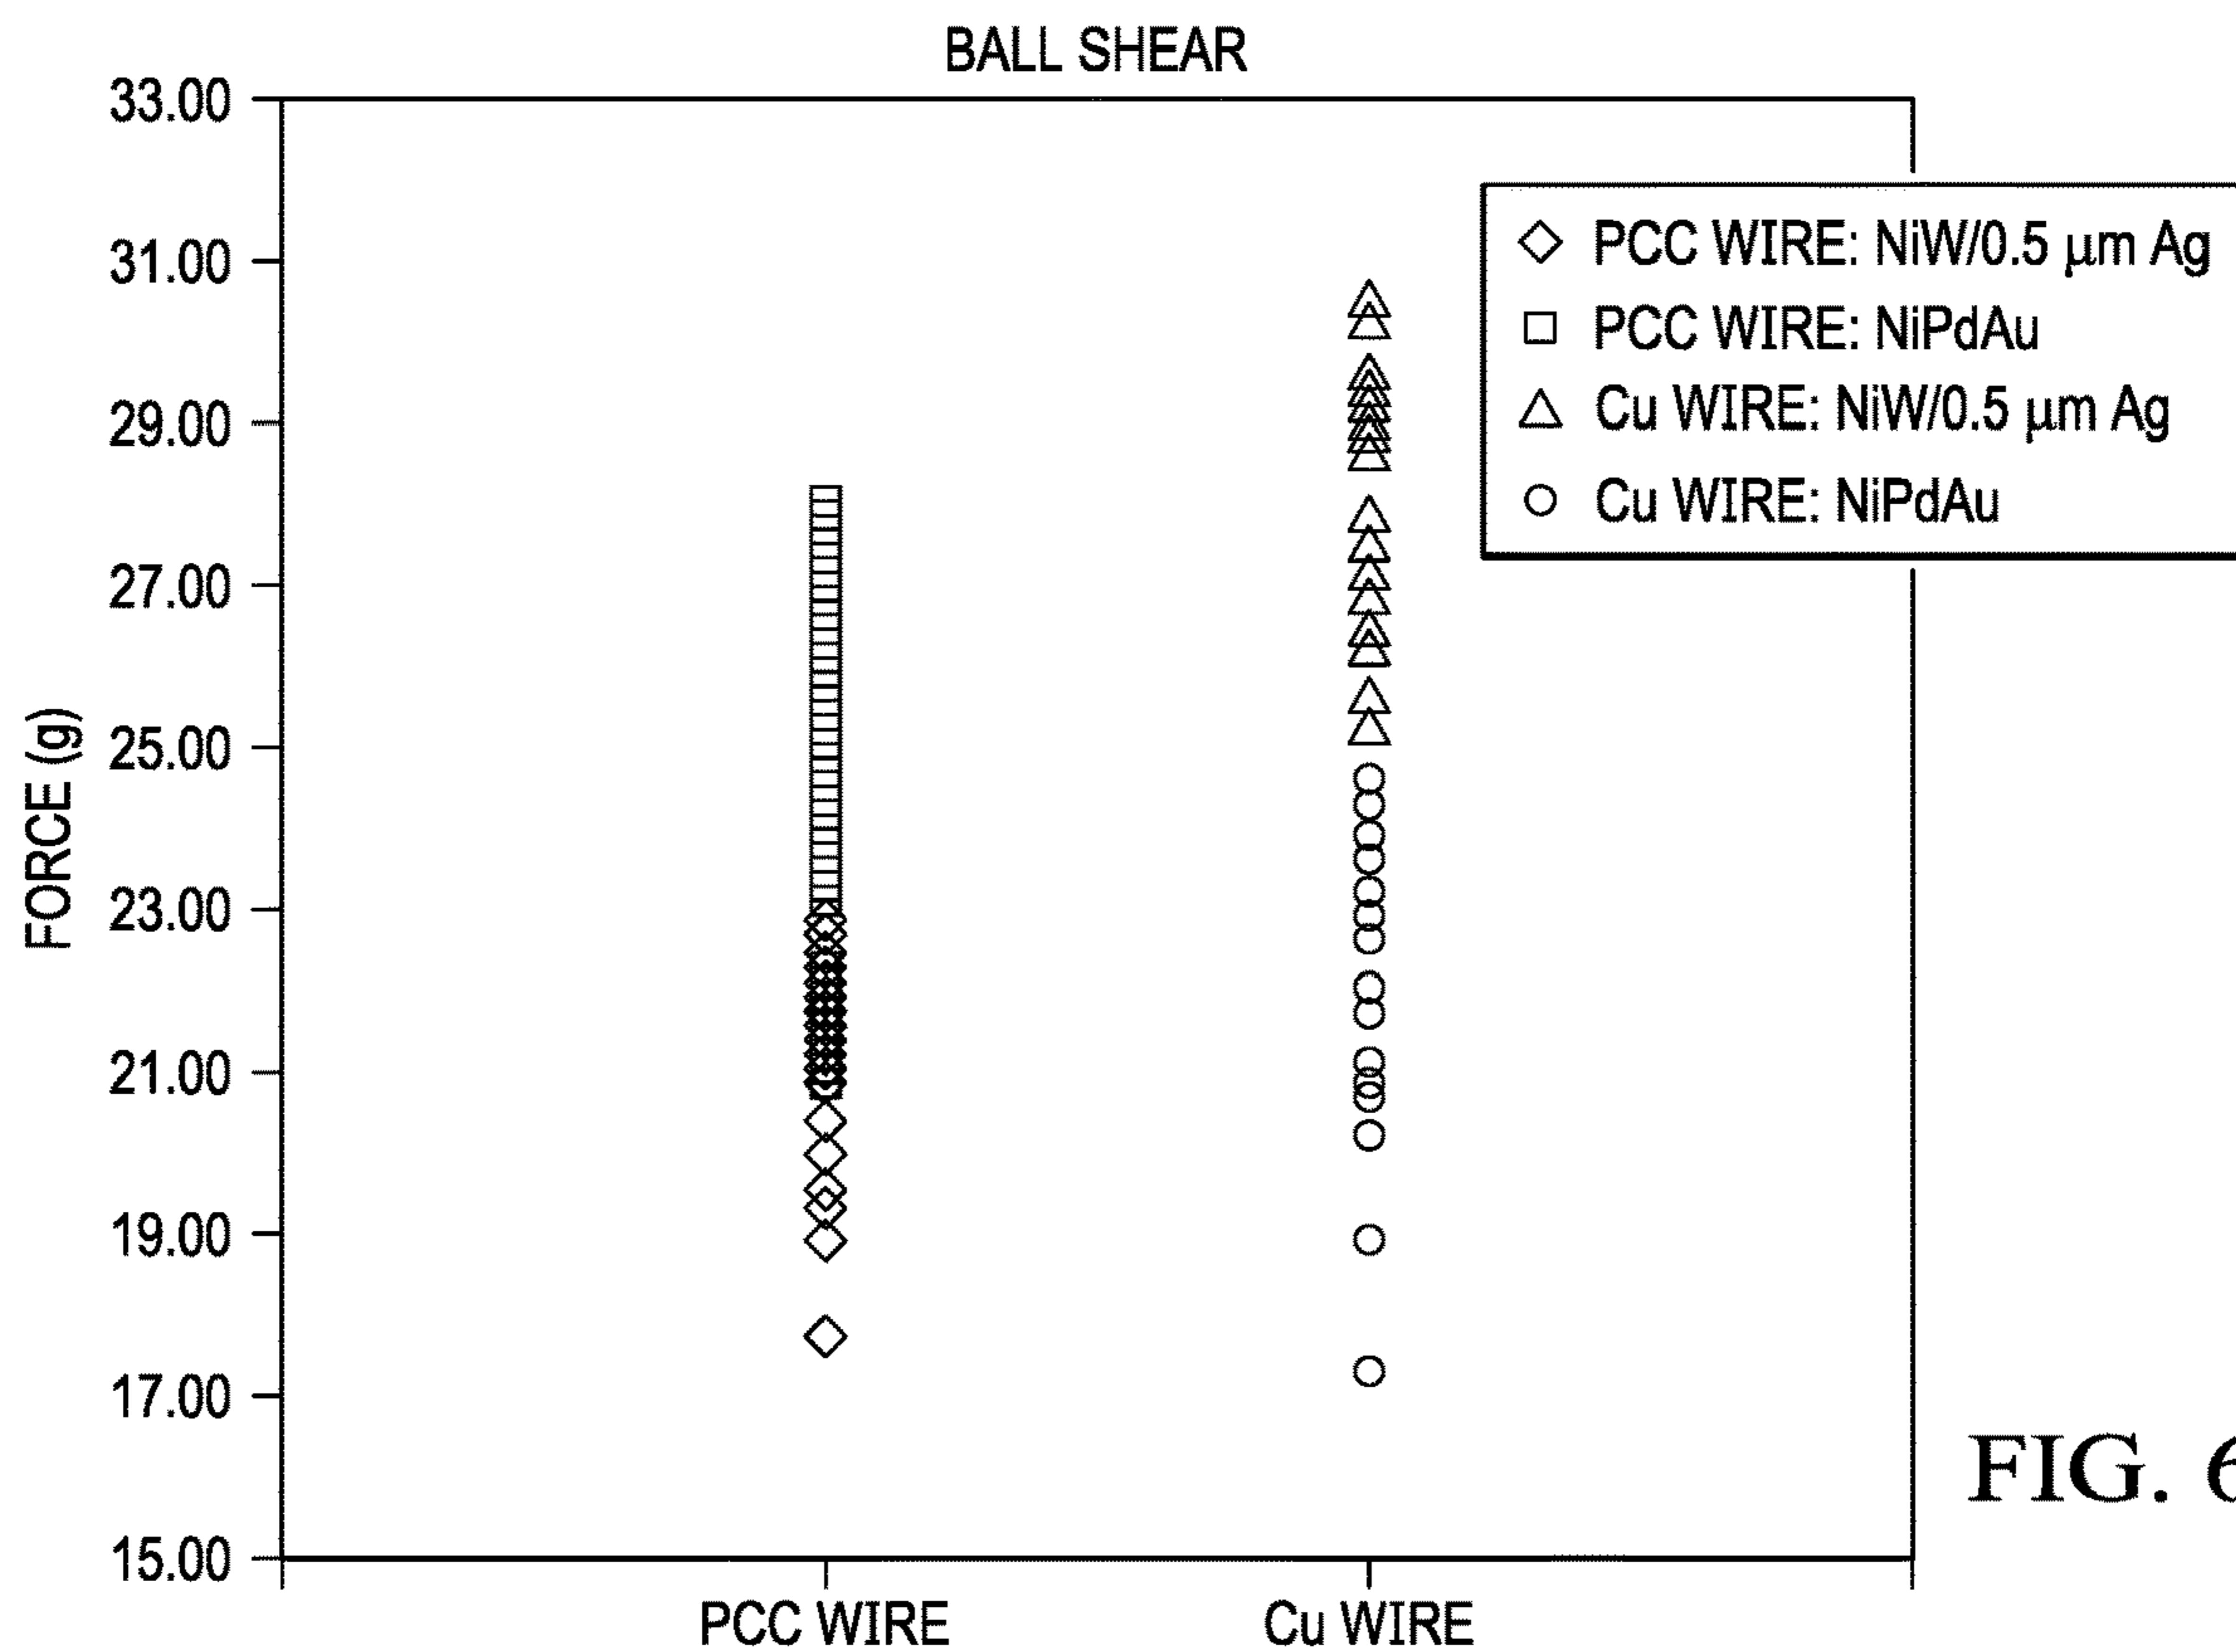 BALL SHEAR
33.00
31.00
29.00
27.00
25.00
23.00
21.00
19.00
17.00
15.00
FORCE (g)
PCC WIRE: NiW/0.5 μm Ag
PCC WIRE: NiPdAu
Cu WIRE: NiW/0.5 μm Ag
Cu WIRE: NiPdAu
PCC WIRE
Cu WIRE
FIG. 6